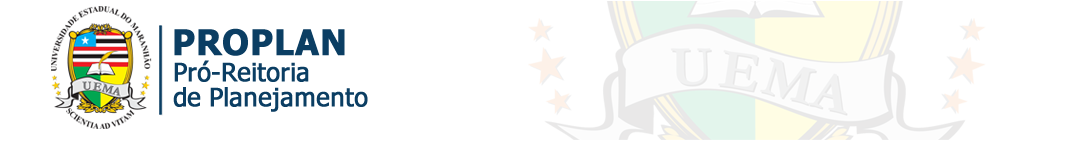 UNIVERSIDADE ESTADUAL DO MARANHÃO
UEMA
SCIENTIA AD VITAM
PROPLAN
Pró-Reitoria
de Planejamento
UEMA